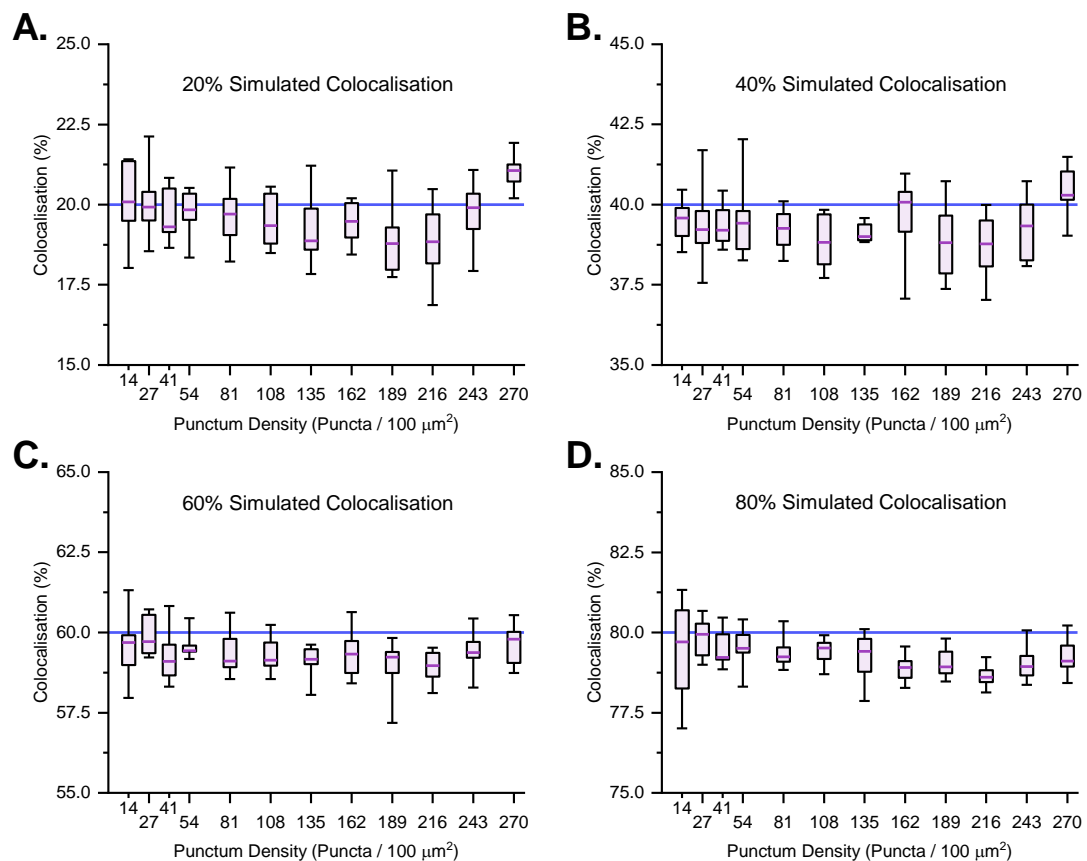 A.
20% Simulated Colocalisation
Colocalisation (%)
25.0
22.5
20.0
17.5
15.0
14 27 41 54 81 108 135 162 189 216 243 270
Punctum Density (Puncta / 100 μm²)
B.
40% Simulated Colocalisation
Colocalisation (%)
45.0
42.5
40.0
37.5
35.0
14 27 41 54 81 108 135 162 189 216 243 270
Punctum Density (Puncta / 100 μm²)
C.
60% Simulated Colocalisation
Colocalisation (%)
65.0
62.5
60.0
57.5
55.0
14 27 41 54 81 108 135 162 189 216 243 270
Punctum Density (Puncta / 100 μm²)
D.
80% Simulated Colocalisation
Colocalisation (%)
85.0
82.5
80.0
77.5
75.0
14 27 41 54 81 108 135 162 189 216 243 270
Punctum Density (Puncta / 100 μm²)